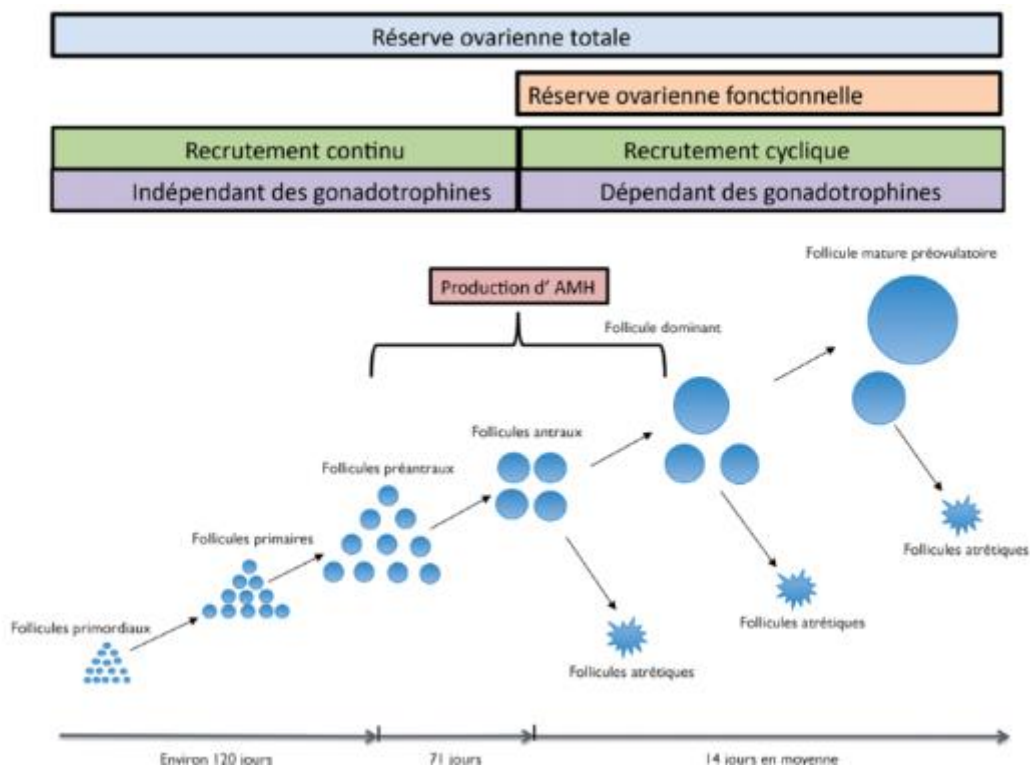 Réserve ovarienne totale
Réserve ovarienne fonctionnelle
Recrutement continu
Recrutement cyclique
Indépendant des gonadotrophines
Dépendant des gonadotrophines
Follicule mature préovulatoire
Production d' AMH
Follicule dominant
Follicules antraux
Follicules préantraux
Follicules primaires
Follicules primordiaux
Follicules atrétiques
Follicules atrétiques
Follicules atrétiques
Environ 120 jours
71 jours
14 jours en moyenne